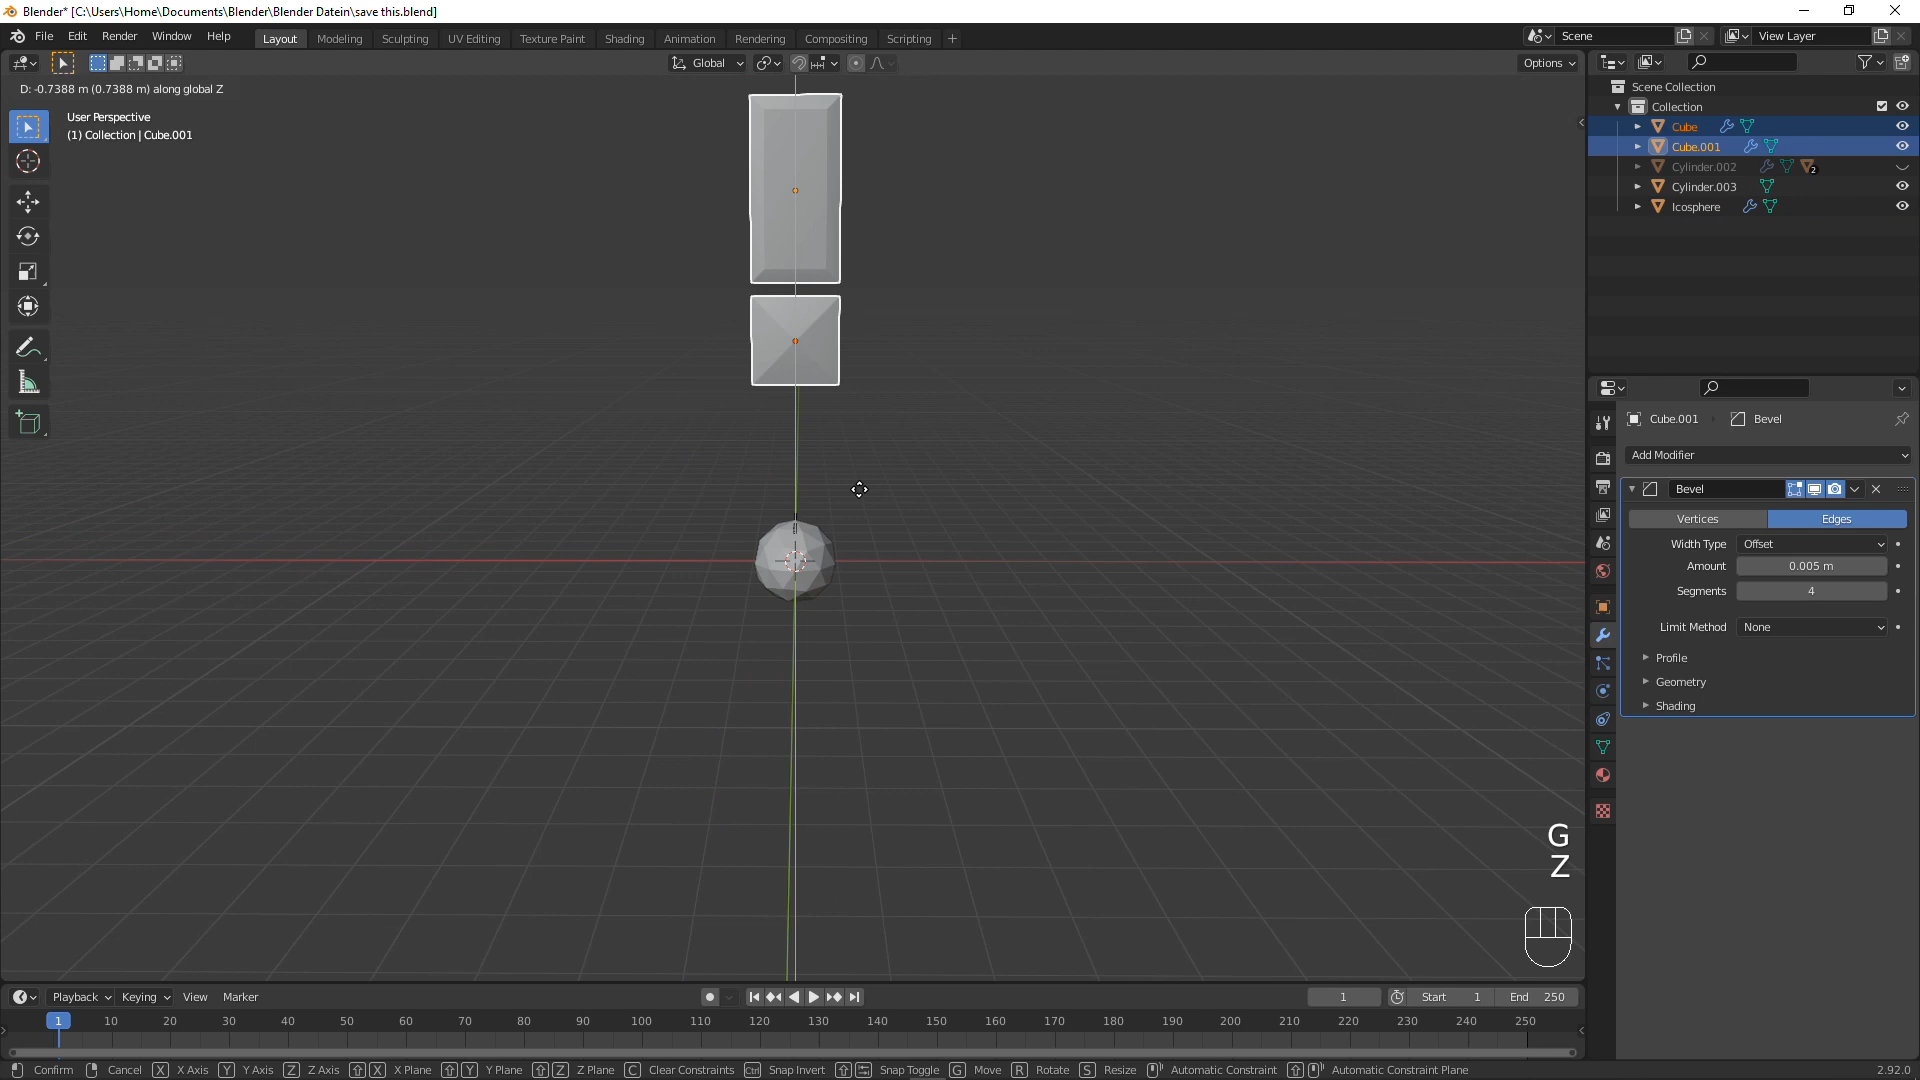 Blender* [C:\Users\Home\Documents\Blender\Blender Datein\save this.blend]
File Edit Render Window Help Layout Modeling Sculpting UV Editing Texture Paint Shading Animation Rendering Compositing Scripting + Scene View Layer
Global Options
D: -0.7388 m (0.7388 m) along global Z
User Perspective
(1) Collection | Cube.001
Scene Collection
Collection
Cube
Cube.001
Cylinder.002 2
Cylinder.003
Icosphere
Cube.001 Bevel
Add Modifier
Bevel
Vertices Edges
Width Type Offset
Amount 0.005 m
Segments 4
Limit Method None
Profile
Geometry
Shading
G
Z
Playback Keying View Marker 1 Start 1 End 250
1 10 20 30 40 50 60 70 80 90 100 110 120 130 140 150 160 170 180 190 200 210 220 230 240 250
Confirm Cancel X X Axis Y Y Axis Z Z Axis X X Plane Y Y Plane Z Z Plane C Clear Constraints Ctrl Snap Invert Snap Toggle G Move R Rotate S Resize Automatic Constraint Automatic Constraint Plane 2.92.0